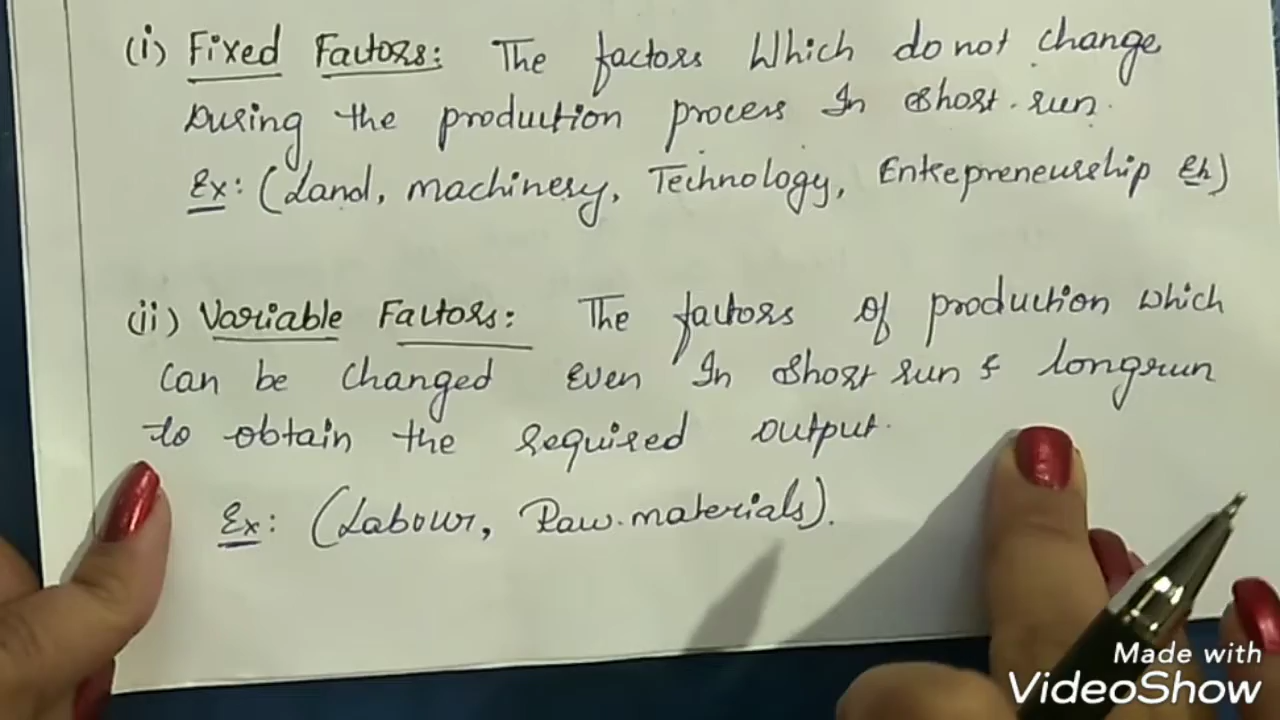 (i) Fixed Factors: The factors Which do not change
During the production process In short-run.
Ex: (Land, machinery, Technology, Entrepreneurship Etc)
(ii) Variable Factors: The factors of production which
can be changed Even In short run & longrun
to obtain the required output.
Ex: (Labour, Raw-materials).
Made with
VideoShow